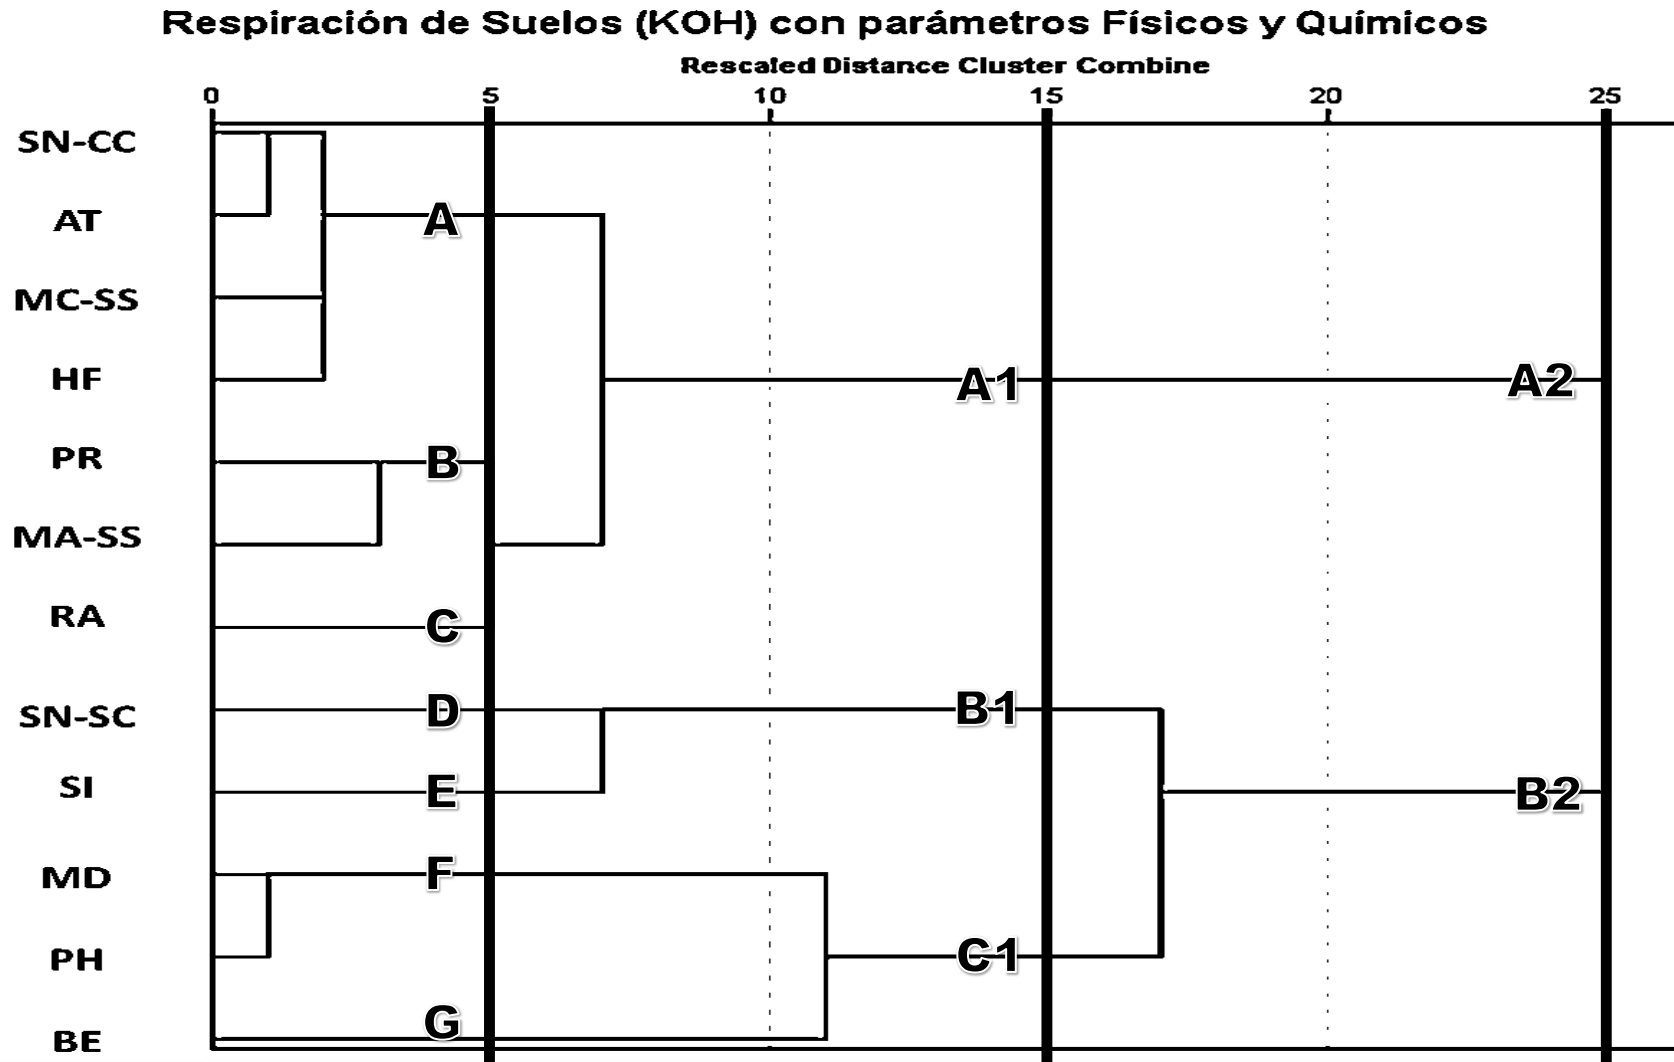 Respiración de Suelos (KOH) con parámetros Físicos y Químicos
Rescaled Distance Cluster Combine
0 5 10 15 20 25
SN-CC
AT A
MC-SS
HF A1 A2
PR B
MA-SS
RA C
SN-SC D B1
SI E B2
MD F
PH C1
BE G